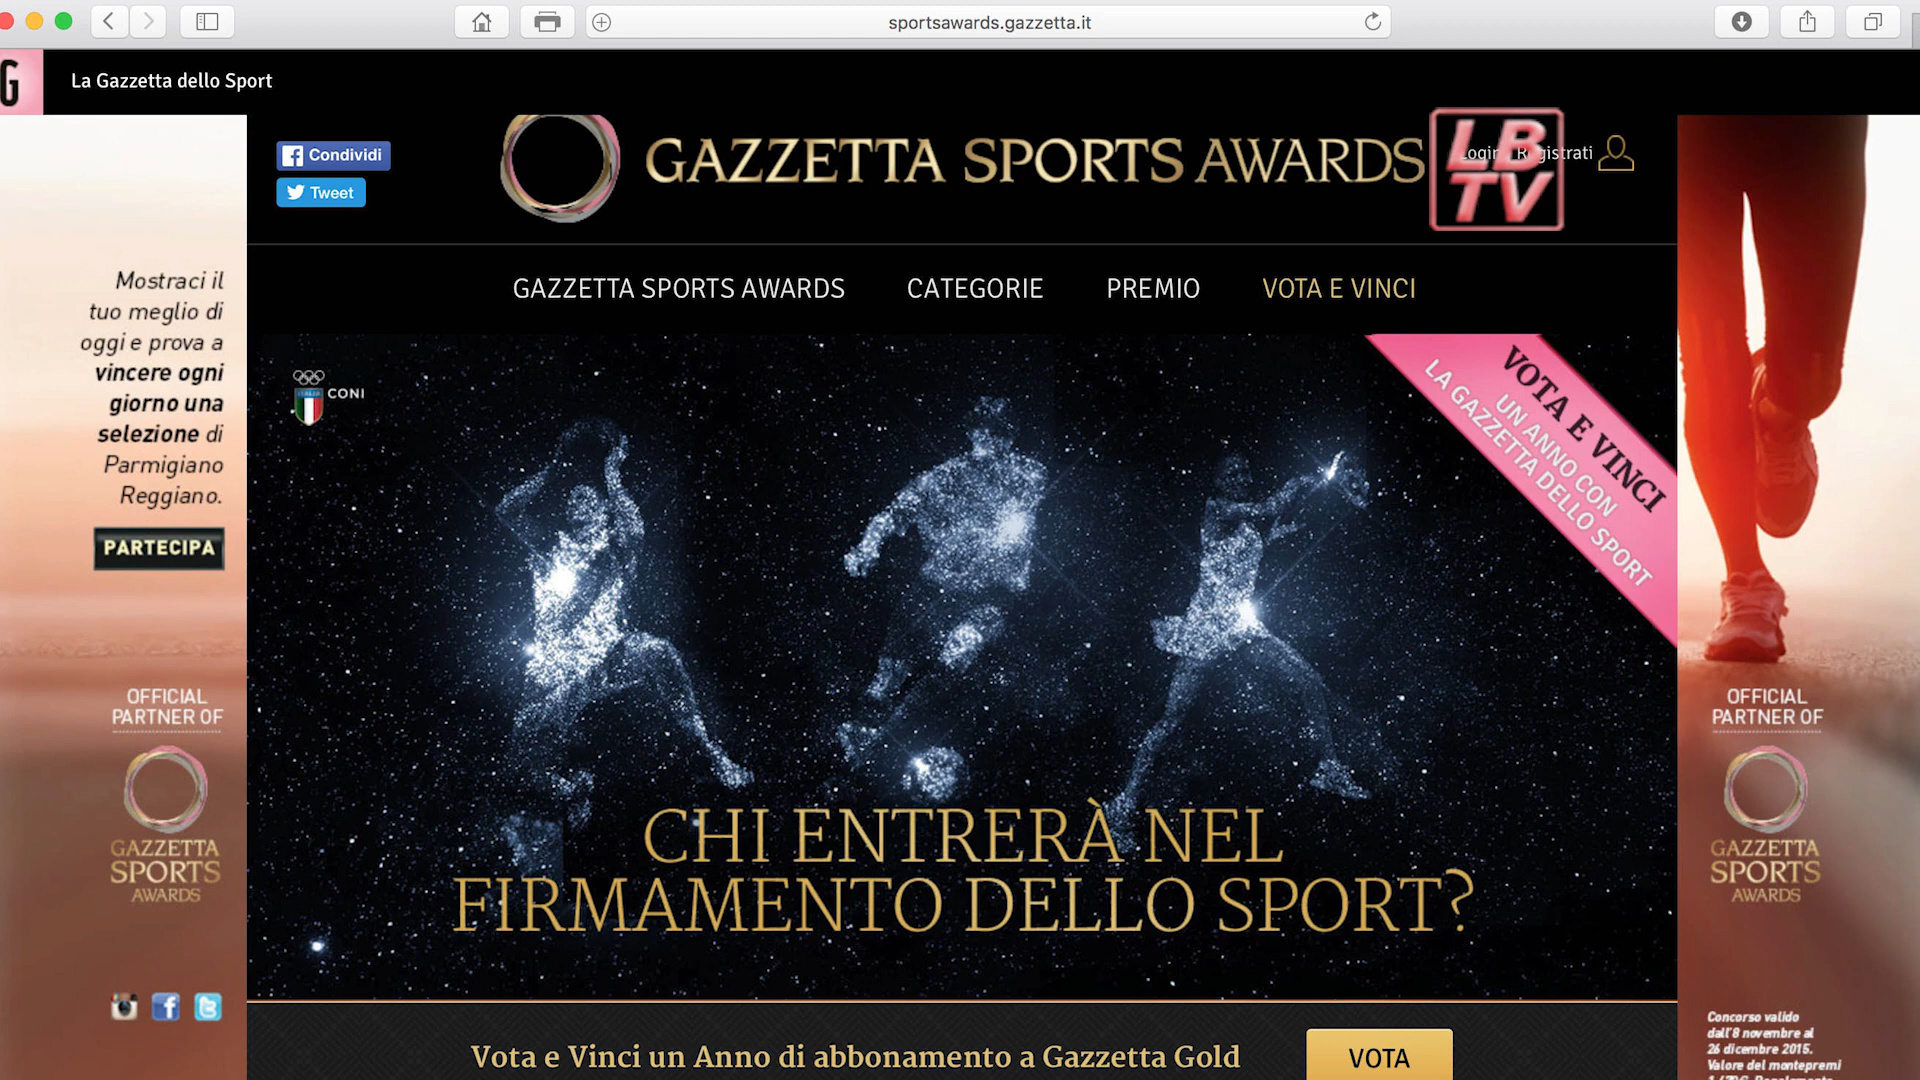 sportsawards.gazzetta.it
G
La Gazzetta dello Sport
Condividi
Tweet
GAZZETTA SPORTS AWARDS
LB
TV
Login
Registrati
GAZZETTA SPORTS AWARDS
CATEGORIE
PREMIO
VOTA E VINCI
Mostraci il
tuo meglio di
oggi e prova a
vincere ogni
giorno una
selezione di
Parmigiano
Reggiano.
PARTECIPA
OFFICIAL
PARTNER OF
GAZZETTA
SPORTS
AWARDS
ITALIA
CONI
VOTA E VINCI
UN ANNO CON
LA GAZZETTA DELLO SPORT
CHI ENTRERÀ NEL
FIRMAMENTO DELLO SPORT?
Vota e Vinci un Anno di abbonamento a Gazzetta Gold
VOTA
OFFICIAL
PARTNER OF
GAZZETTA
SPORTS
AWARDS
Concorso valido
dall'8 novembre al
26 dicembre 2015.
Valore del montepremi